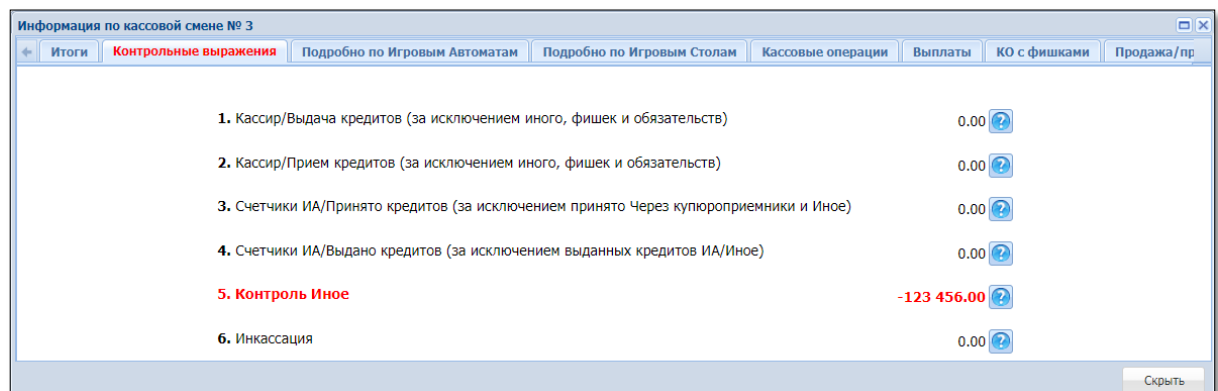 Информация по кассовой смене № 3
Итоги Контрольные выражения Подробно по Игровым Автоматам Подробно по Игровым Столам Кассовые операции Выплаты КО с фишками Продажа/пр
1. Кассир/Выдача кредитов (за исключением иного, фишек и обязательств) 0.00
2. Кассир/Прием кредитов (за исключением иного, фишек и обязательств) 0.00
3. Счетчики ИА/Принято кредитов (за исключением принято Через купюроприемники и Иное) 0.00
4. Счетчики ИА/Выдано кредитов (за исключением выданных кредитов ИА/Иное) 0.00
5. Контроль Иное -123 456.00
6. Инкассация 0.00
Скрыть